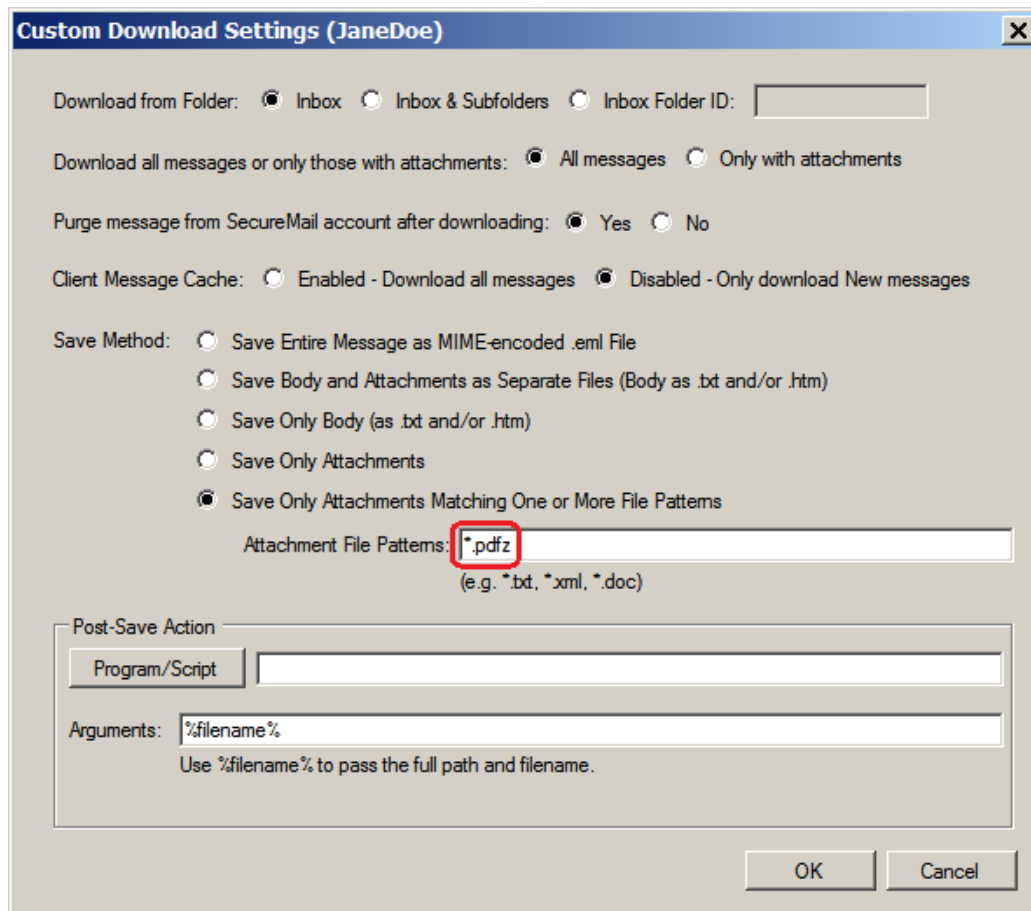 Custom Download Settings (JaneDoe)
Download from Folder: Inbox Inbox & Subfolders Inbox Folder ID:
Download all messages or only those with attachments: All messages Only with attachments
Purge message from SecureMail account after downloading: Yes No
Client Message Cache: Enabled - Download all messages Disabled - Only download New messages
Save Method: Save Entire Message as MIME-encoded .eml File
Save Body and Attachments as Separate Files (Body as .txt and/or .htm)
Save Only Body (as .txt and/or .htm)
Save Only Attachments
Save Only Attachments Matching One or More File Patterns
Attachment File Patterns: *.pdfz
(e.g. *.txt, *.xml, *.doc)
Post-Save Action
Program/Script
Arguments: %filename%
Use %filename% to pass the full path and filename.
OK Cancel